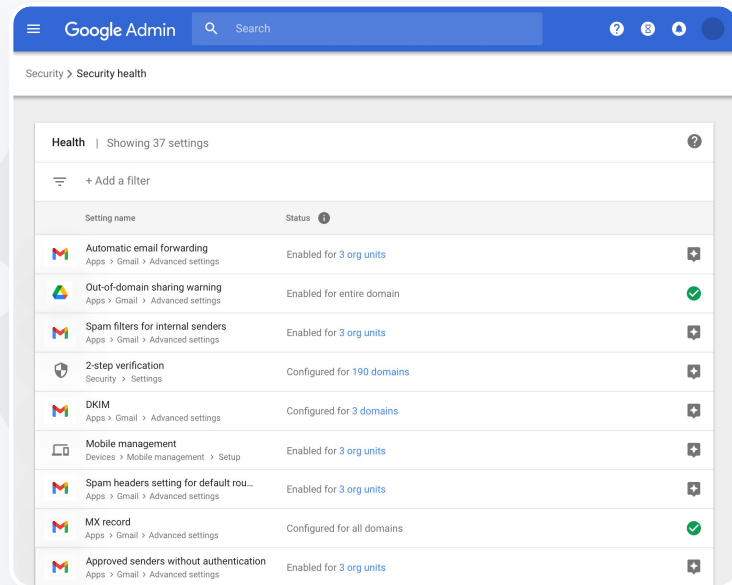 Google Admin
Search
Security > Security health
Health | Showing 37 settings
+ Add a filter
Setting name Status
Automatic email forwarding
Apps > Gmail > Advanced settings
Enabled for 3 org units
Out-of-domain sharing warning
Apps > Gmail > Advanced settings
Enabled for entire domain
Spam filters for internal senders
Apps > Gmail > Advanced settings
Enabled for 3 org units
2-step verification
Security > Settings
Configured for 190 domains
DKIM
Apps > Gmail > Advanced settings
Configured for 3 domains
Mobile management
Devices > Mobile management > Setup
Enabled for 3 org units
Spam headers setting for default rou...
Apps > Gmail > Advanced settings
Enabled for 3 org units
MX record
Apps > Gmail > Advanced settings
Configured for all domains
Approved senders without authentication
Apps > Gmail > Advanced settings
Enabled for 3 org units